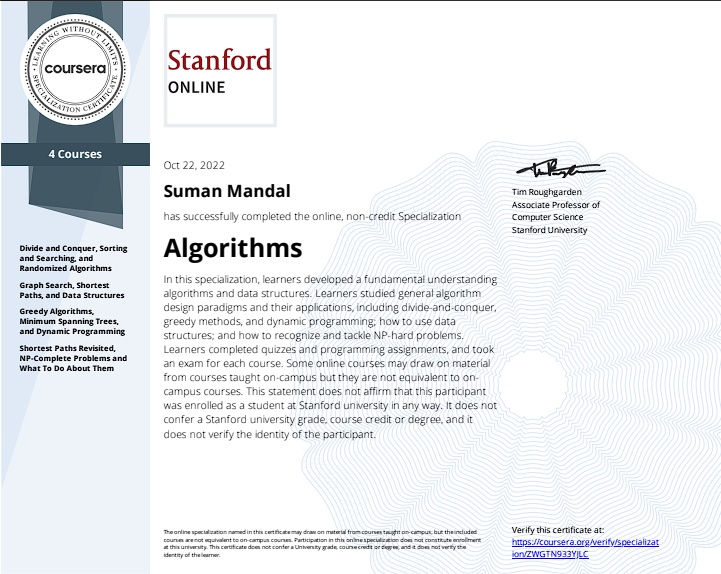 LEARNING WITHOUT LIMITS
coursera
SPECIALIZATION CERTIFICATE
4 Courses
Divide and Conquer, Sorting
and Searching, and
Randomized Algorithms
Graph Search, Shortest
Paths, and Data Structures
Greedy Algorithms,
Minimum Spanning Trees,
and Dynamic Programming
Shortest Paths Revisited,
NP-Complete Problems and
What To Do About Them
Stanford
ONLINE
Oct 22, 2022
Suman Mandal
has successfully completed the online, non-credit Specialization
Algorithms
In this specialization, learners developed a fundamental understanding
algorithms and data structures. Learners studied general algorithm
design paradigms and their applications, including divide-and-conquer,
greedy methods, and dynamic programming; how to use data
structures; and how to recognize and tackle NP-hard problems.
Learners completed quizzes and programming assignments, and took
an exam for each course. Some online courses may draw on material
from courses taught on-campus but they are not equivalent to on-
campus courses. This statement does not affirm that this participant
was enrolled as a student at Stanford university in any way. It does not
confer a Stanford university grade, course credit or degree, and it
does not verify the identity of the participant.
Tim Roughgarden
Associate Professor of
Computer Science
Stanford University
The online specialization named in this certificate may draw on material from courses taught on-campus, but the included
courses are not equivalent to on-campus courses. Participation in this online specialization does not constitute enrollment
at this university. This certificate does not confer a University grade, course credit or degree, and it does not verify the
identity of the learner.
Verify this certificate at:
https://coursera.org/verify/specializat
ion/ZWGTN933YJLC